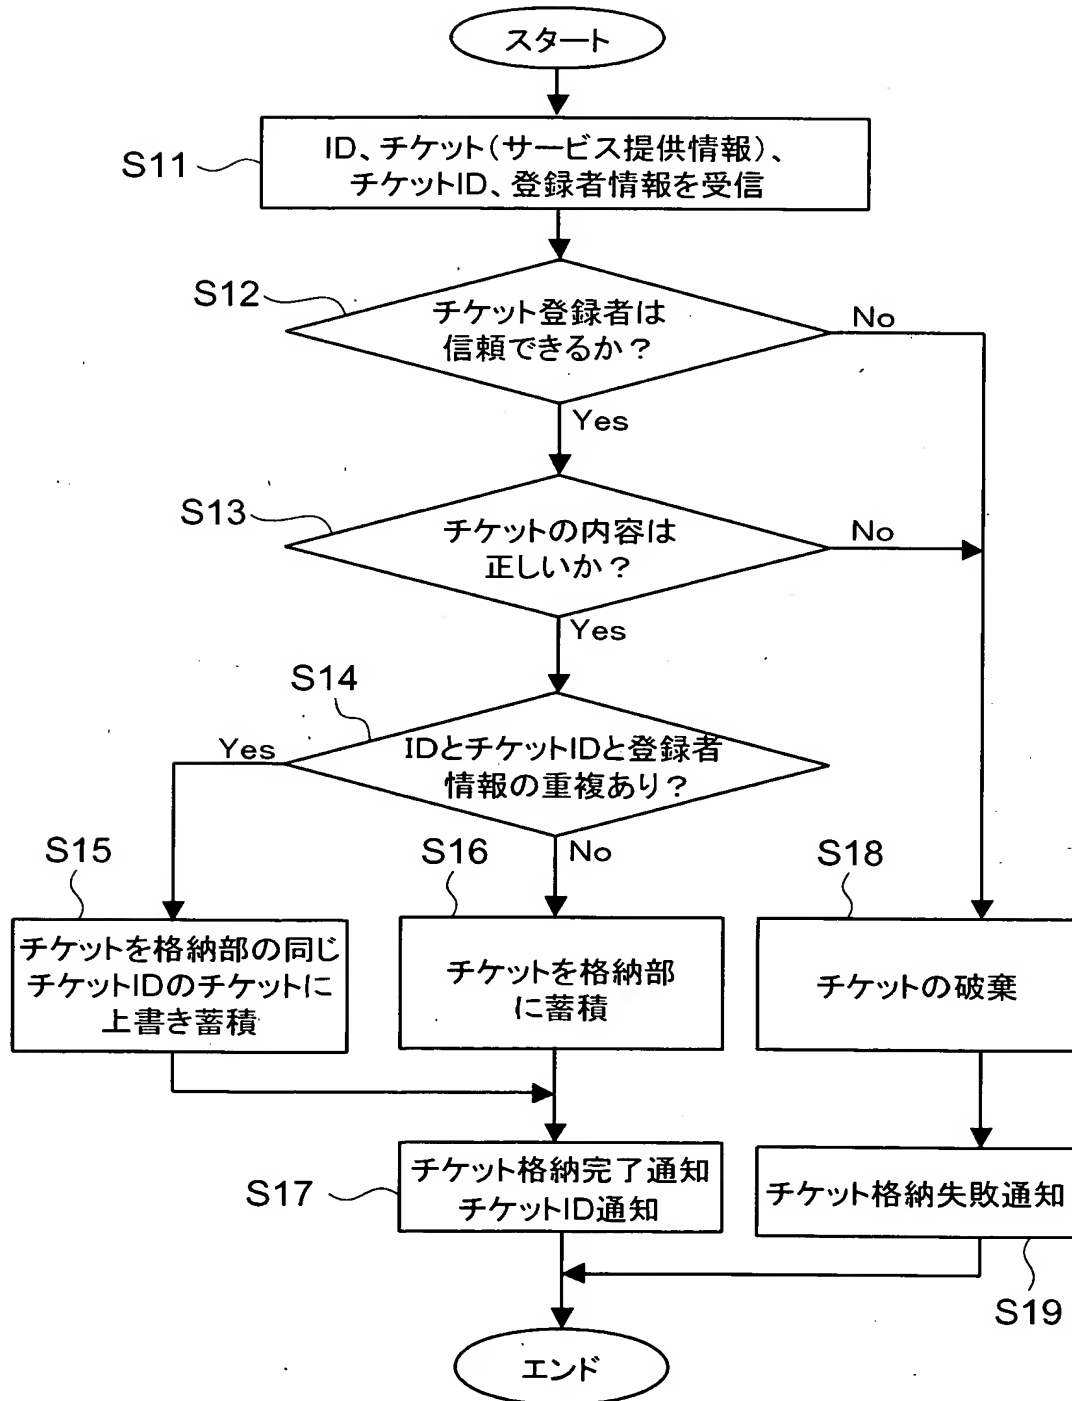 スタート
S11
ID、チケット(サービス提供情報)、
チケットID、登録者情報を受信
S12
チケット登録者は
信頼できるか?
No
Yes
S13
チケットの内容は
正しいか?
No
Yes
S14
IDとチケットIDと登録者
情報の重複あり?
Yes
No
S15
チケットを格納部の同じ
チケットIDのチケットに
上書き蓄積
S16
チケットを格納部
に蓄積
S18
チケットの破棄
S17
チケット格納完了通知
チケットID通知
チケット格納失敗通知
S19
エンド